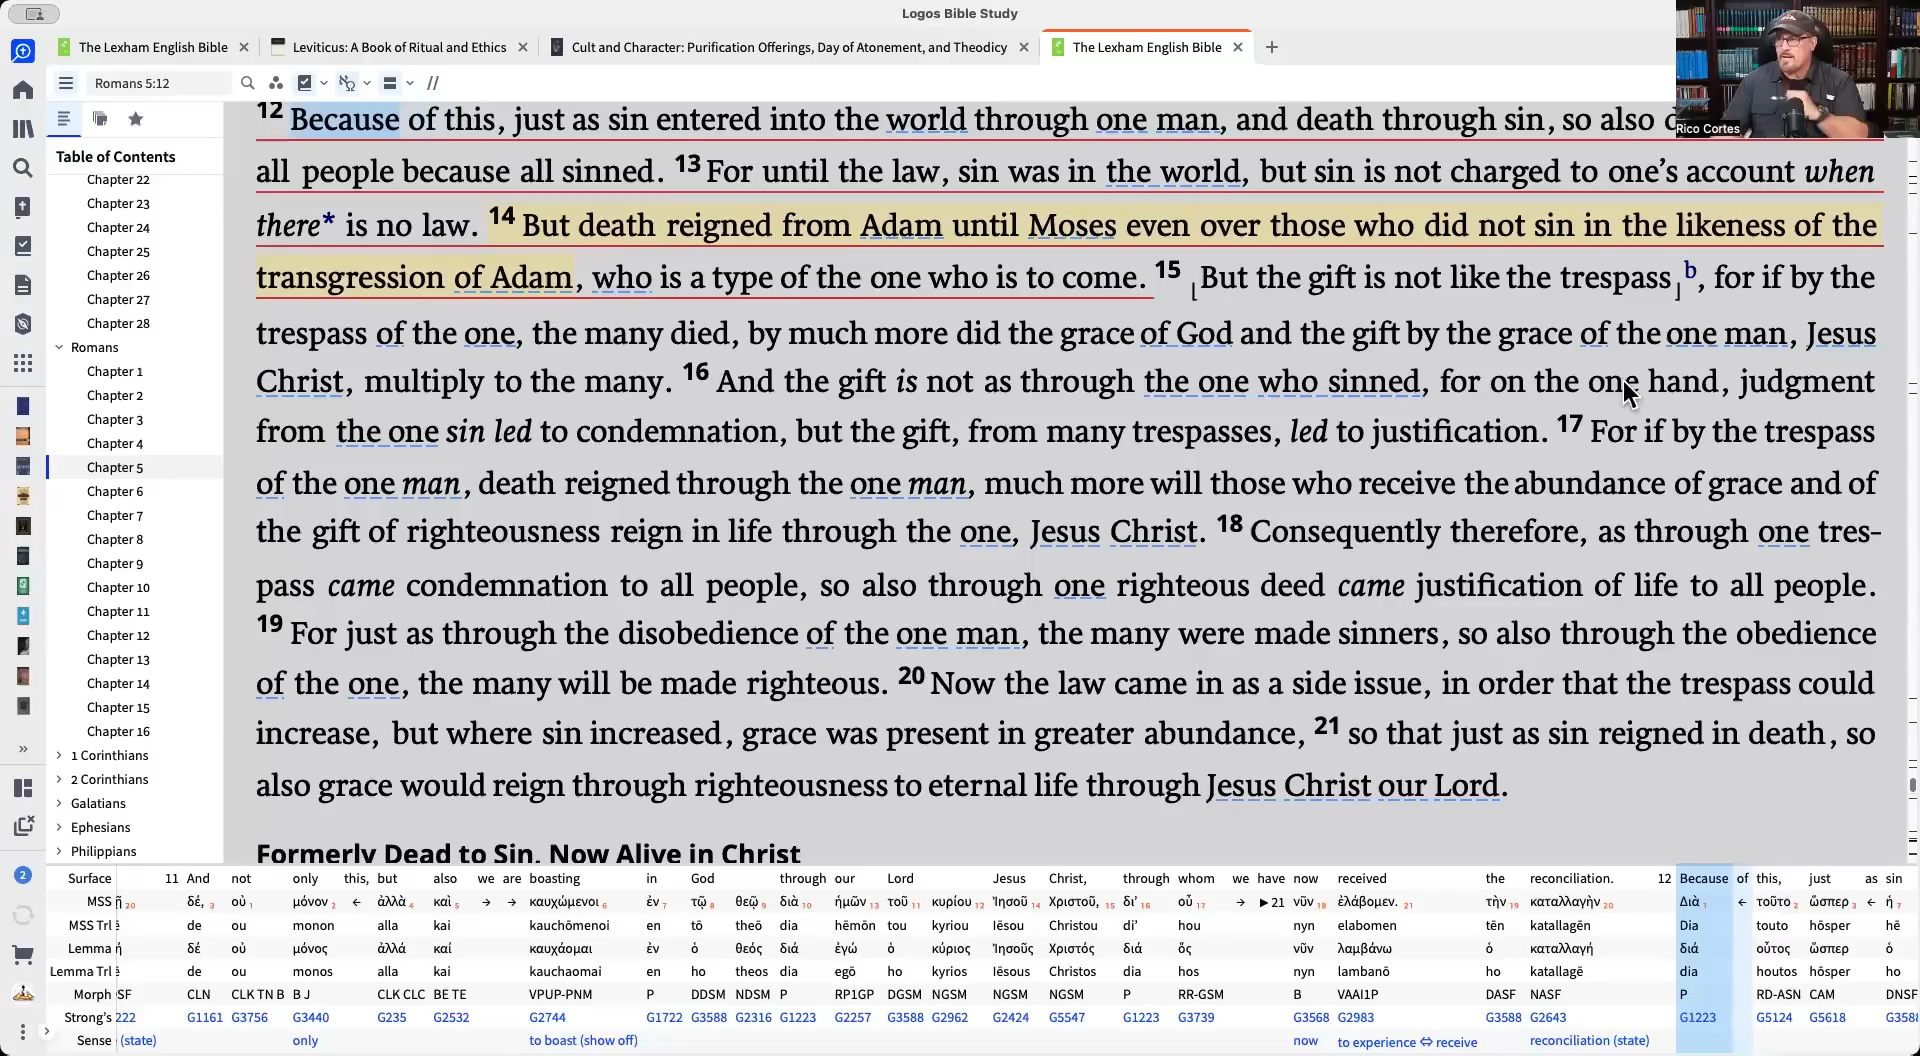 Logos Bible Study
The Lexham English Bible
Leviticus: A Book of Ritual and Ethics
Cult and Character: Purification Offerings, Day of Atonement, and Theodicy
The Lexham English Bible
Romans 5:12
//
Rico Cortes
Table of Contents
Chapter 22
Chapter 23
Chapter 24
Chapter 25
Chapter 26
Chapter 27
Chapter 28
Romans
Chapter 1
Chapter 2
Chapter 3
Chapter 4
Chapter 5
Chapter 6
Chapter 7
Chapter 8
Chapter 9
Chapter 10
Chapter 11
Chapter 12
Chapter 13
Chapter 14
Chapter 15
Chapter 16
1 Corinthians
2 Corinthians
Galatians
Ephesians
Philippians
2
12 Because of this, just as sin entered into the world through one man, and death through sin, so also
all people because all sinned. 13 For until the law, sin was in the world, but sin is not charged to one’s account when
there* is no law. 14 But death reigned from Adam until Moses even over those who did not sin in the likeness of the
transgression of Adam, who is a type of the one who is to come. 15 ⌊But the gift is not like the trespass⌋b, for if by the
trespass of the one, the many died, by much more did the grace of God and the gift by the grace of the one man, Jesus
Christ, multiply to the many. 16 And the gift is not as through the one who sinned, for on the one hand, judgment
from the one sin led to condemnation, but the gift, from many trespasses, led to justification. 17 For if by the trespass
of the one man, death reigned through the one man, much more will those who receive the abundance of grace and of
the gift of righteousness reign in life through the one, Jesus Christ. 18 Consequently therefore, as through one tres-
pass came condemnation to all people, so also through one righteous deed came justification of life to all people.
19 For just as through the disobedience of the one man, the many were made sinners, so also through the obedience
of the one, the many will be made righteous. 20 Now the law came in as a side issue, in order that the trespass could
increase, but where sin increased, grace was present in greater abundance, 21 so that just as sin reigned in death, so
also grace would reign through righteousness to eternal life through Jesus Christ our Lord.
Formerly Dead to Sin, Now Alive in Christ
Surface 11 And not only this, but also we are boasting in God through our Lord Jesus Christ, through whom we have now received the reconciliation. 12 Because of this, just as sin
MSS ῇ 20 δέ, 3 οὐ 1 μόνον 2 ← ἀλλὰ 4 καὶ 5 → → καυχώμενοι 6 ἐν 7 τῷ 8 θεῷ 9 διὰ 10 ἡμῶν 13 τοῦ 11 κυρίου 12 Ἰησοῦ 14 Χριστοῦ, 15 δι’ 16 οὗ 17 → ▶21 νῦν 18 ἐλάβομεν. 21 τὴν 19 καταλλαγὴν 20 Διὰ 1 ← τοῦτο 2 ὥσπερ 3 ← ἡ 7
MSS Trl ē de ou monon alla kai kauchōmenoi en tō theō dia hēmōn tou kyriou Iēsou Christou di’ hou nyn elabomen tēn katallagēn Dia touto hōsper hē
Lemma ή δέ οὐ μόνος ἀλλά καί καυχάομαι ἐν ὁ θεός διά ἐγώ ὁ κύριος Ἰησοῦς Χριστός διά ὅς νῦν λαμβάνω ὁ καταλλαγή διά οὗτος ὥσπερ ὁ
Lemma Trl ē de ou monos alla kai kauchaomai en ho theos dia egō ho kyrios Iēsous Christos dia hos nyn lambanō ho katallagē dia houtos hōsper ho
Morph SF CLN CLK TN B B J CLK CLC BE TE VPUP-PNM P DDSM NDSM P RP1GP DGSM NGSM NGSM NGSM P RR-GSM B VAAI1P DASF NASF P RD-ASN CAM DNSF
Strong’s 222 G1161 G3756 G3440 G235 G2532 G2744 G1722 G3588 G2316 G1223 G2257 G3588 G2962 G2424 G5547 G1223 G3739 G3568 G2983 G3588 G2643 G1223 G5124 G5618 G3588
Sense (state) only to boast (show off) now to experience ⇔ receive reconciliation (state)